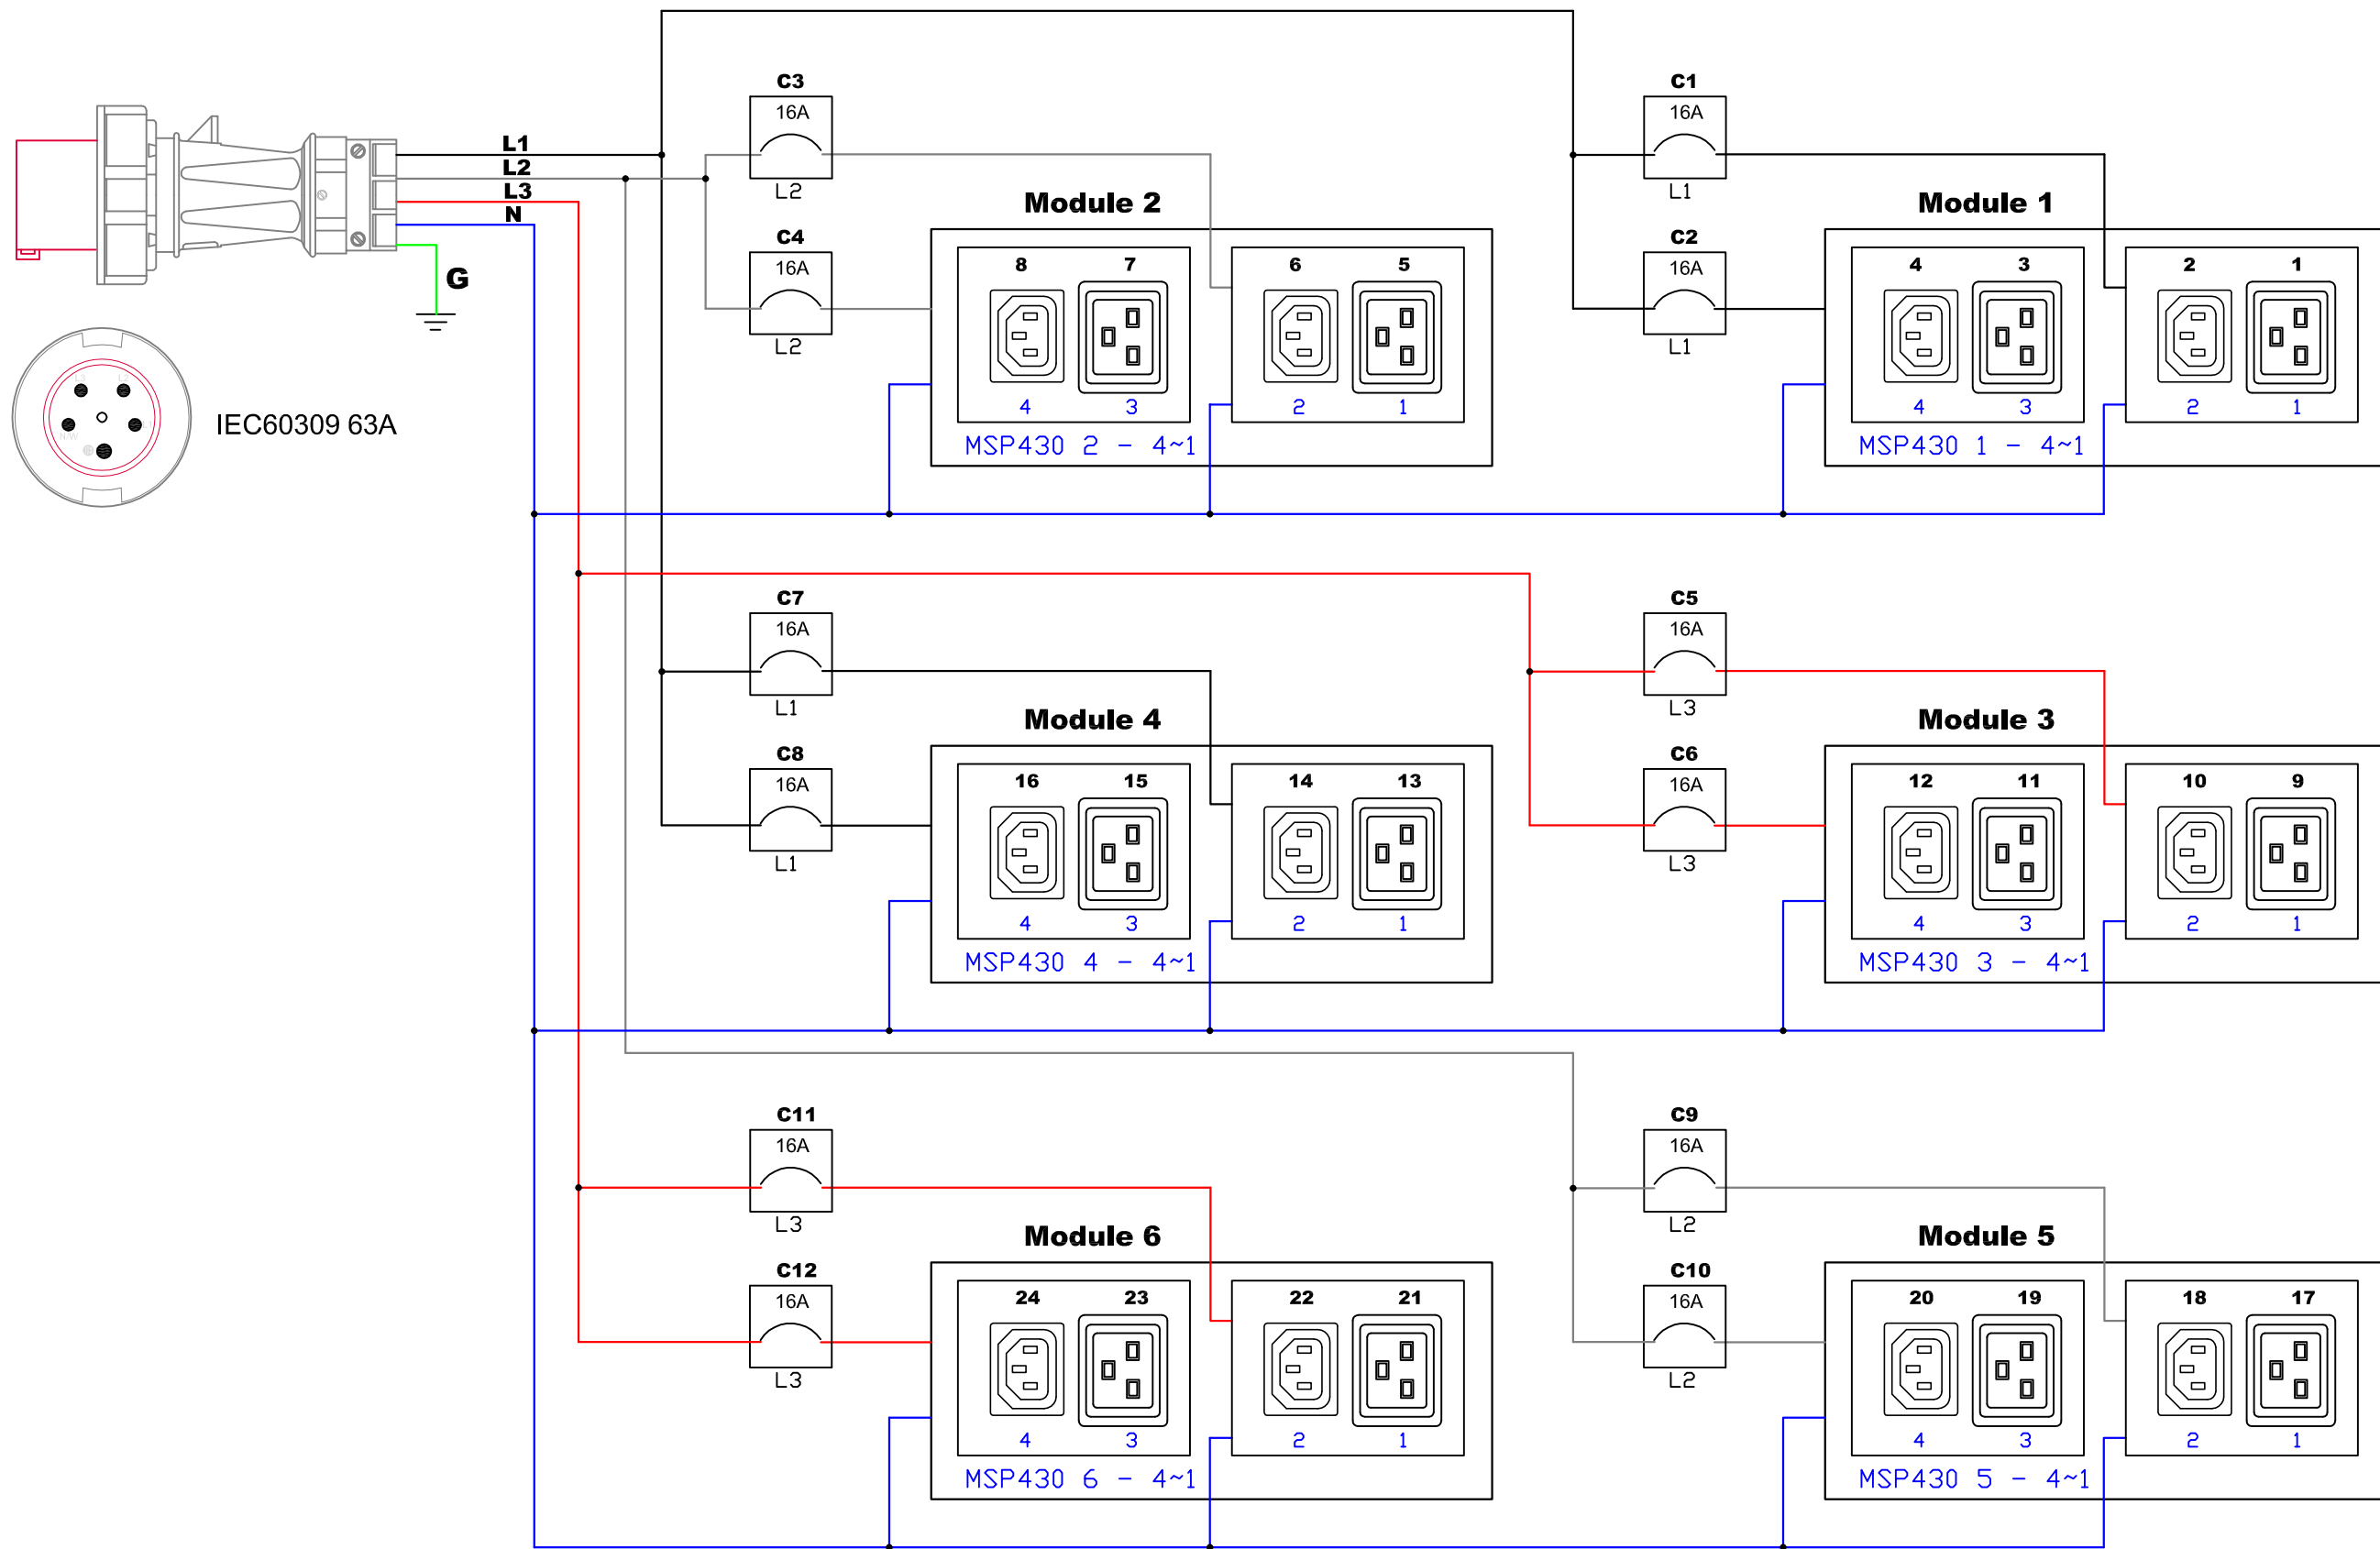 L1
L2
L3
N
G
IEC60309 63A
C3
16A
L2
C4
16A
L2
Module 2
8 7 6 5
4 3 2 1
MSP430 2 - 4~1
C1
16A
L1
C2
16A
L1
Module 1
4 3 2 1
4 3 2 1
MSP430 1 - 4~1
C7
16A
L1
C8
16A
L1
Module 4
16 15 14 13
4 3 2 1
MSP430 4 - 4~1
C5
16A
L3
C6
16A
L3
Module 3
12 11 10 9
4 3 2 1
MSP430 3 - 4~1
C11
16A
L3
C12
16A
L3
Module 6
24 23 22 21
4 3 2 1
MSP430 6 - 4~1
C9
16A
L2
C10
16A
L2
Module 5
20 19 18 17
4 3 2 1
MSP430 5 - 4~1